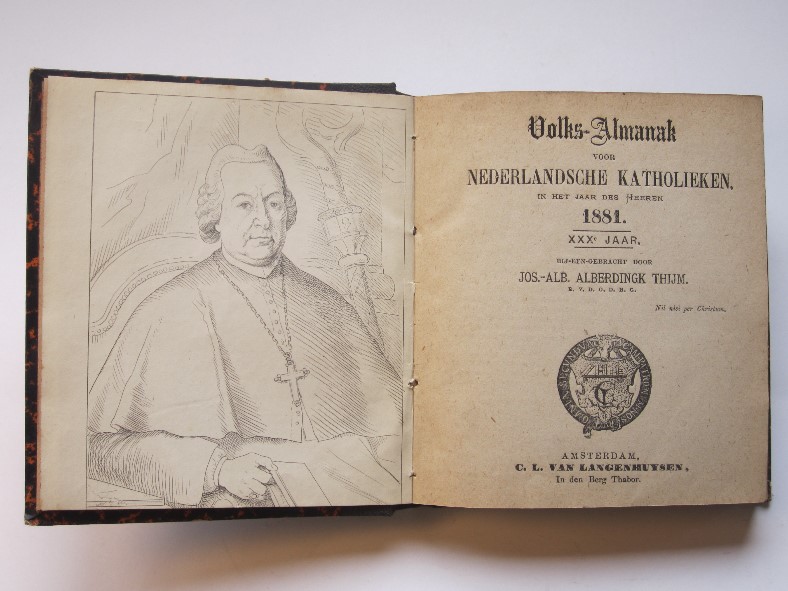 Volks-Almanak
VOOR
NEDERLANDSCHE KATHOLIEKEN,
IN HET JAAR DES HEEREN
1881.
XXXe JAAR.
BIJ-EEN-GEBRACHT DOOR
JOS.-ALB. ALBERDINGK THIJM.
Nil nisi per Christum.
AMSTERDAM,
C. L. VAN LANGENHUYSEN,
In den Berg Thabor.